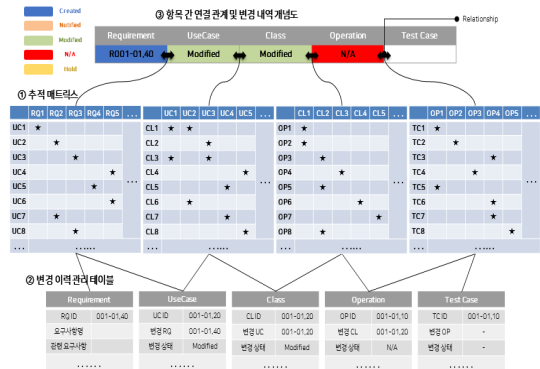 Created
Notified
Modified
N/A
Hold
③ 항목 간 연결 관계 및 변경 내역 개념도
Relationship
Requirement UseCase Class Operation Test Case
R001-01,40 Modified Modified N/A
① 추적 매트릭스
RQ1 RQ2 RQ3 RQ4 RQ5 ...
UC1 ★
UC2 ★
UC3 ★
UC4 ★
UC5 ★
UC6 ★
UC7 ★
UC8 ★
... ...... ...
UC1 UC2 UC3 UC4 UC5 ...
CL1 ★ ★
CL2 ★
CL3 ★ ★
CL4 ★
CL5 ★
CL6 ★
CL7 ★
CL8 ★
... ...... ...
CL1 CL2 CL3 CL4 CL5 ...
OP1 ★
OP2 ★
OP3 ★
OP4 ★
OP5 ★
OP6 ★
OP7 ★
OP8 ★
... ...... ...
OP1 OP2 OP3 OP4 OP5 ...
TC1 ★
TC2 ★
TC3 ★
TC4 ★
TC5 ★ ★
TC6 ★
TC7 ★
TC8 ★
... ...... ...
② 변경 이력 관리 테이블
Requirement
RQ ID 001-01,40
요구사항명
관련 요구사항
......
UseCase
UC ID 001-01,20
변경 RQ 001-01,40
변경 상태 Modified
......
Class
CL ID 001-01,20
변경 UC 001-01,20
변경 상태 Modified
......
Operation
OP ID 001-01,10
변경 CL 001-01,20
변경 상태 N/A
......
Test Case
TC ID 001-01,10
변경 OP -
변경 상태 -
......